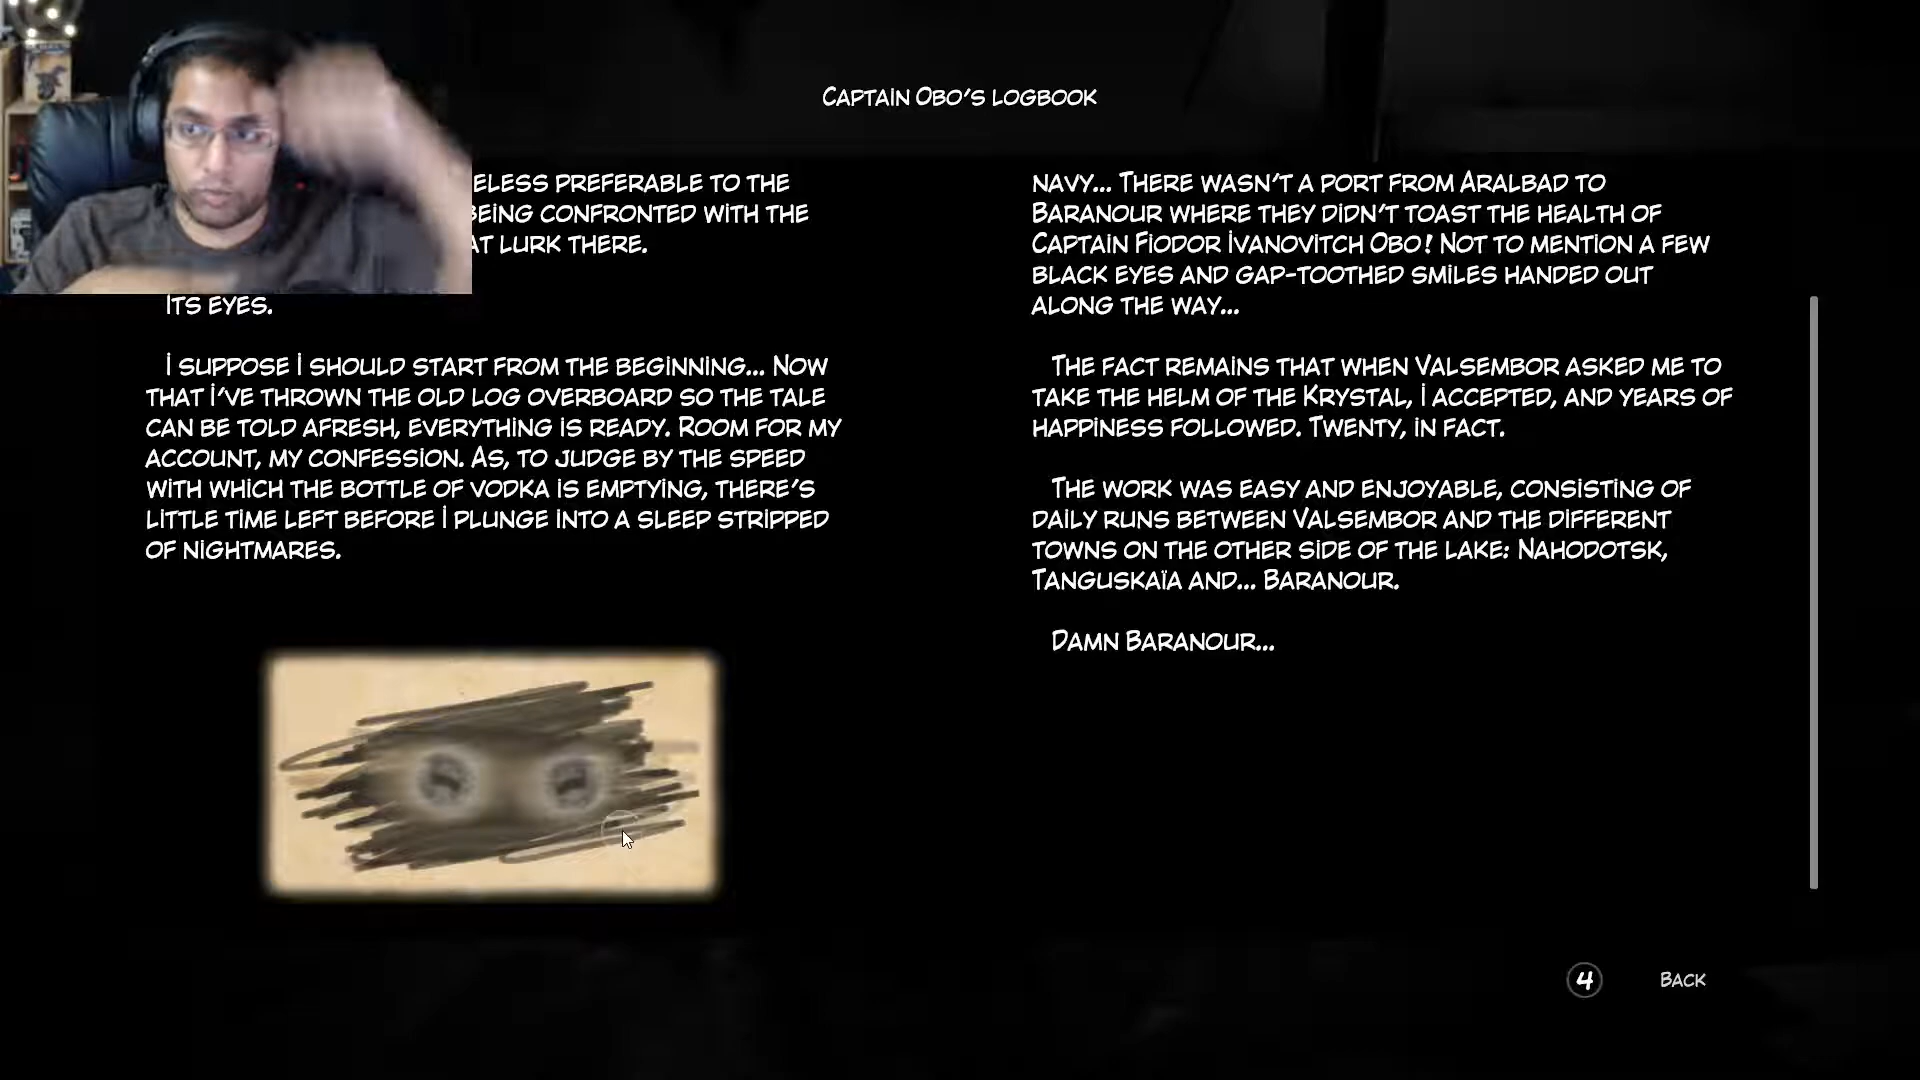 Captain Obo's logbook
eless preferable to the
being confronted with the
at lurk there.
Its eyes.
I suppose I should start from the beginning... Now
that I've thrown the old log overboard so the tale
can be told afresh, everything is ready. Room for my
account, my confession. As, to judge by the speed
with which the bottle of vodka is emptying, there's
little time left before I plunge into a sleep stripped
of nightmares.
navy... There wasn't a port from Aralbad to
Baranour where they didn't toast the health of
Captain Fiodor Ivanovitch Obo! Not to mention a few
black eyes and gap-toothed smiles handed out
along the way...
The fact remains that when Valsembor asked me to
take the helm of the Krystal, I accepted, and years of
happiness followed. Twenty, in fact.
The work was easy and enjoyable, consisting of
daily runs between Valsembor and the different
towns on the other side of the lake: Nahodotsk,
Tanguskaïa and... Baranour.
Damn Baranour...
4 Back